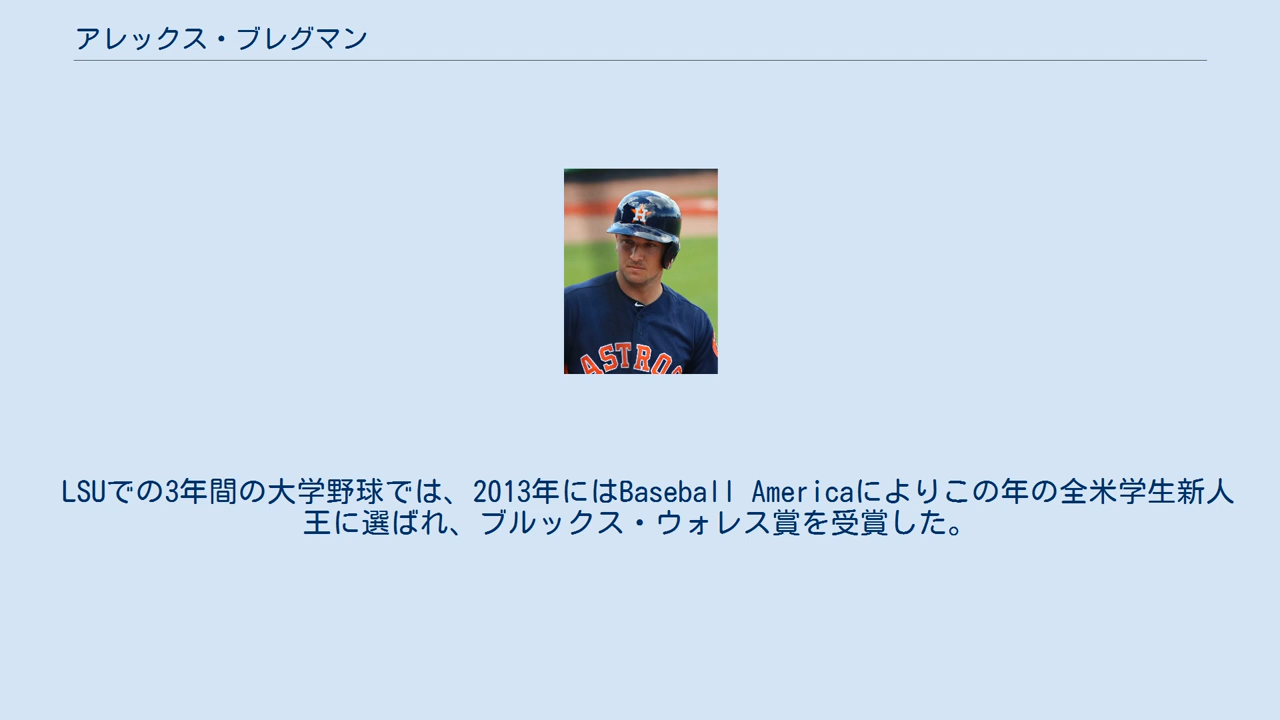 アレックス・ブレグマン
ASTRO
LSUでの3年間の大学野球では、2013年にはBaseball Americaによりこの年の全米学生新人
王に選ばれ、ブルックス・ウォレス賞を受賞した。